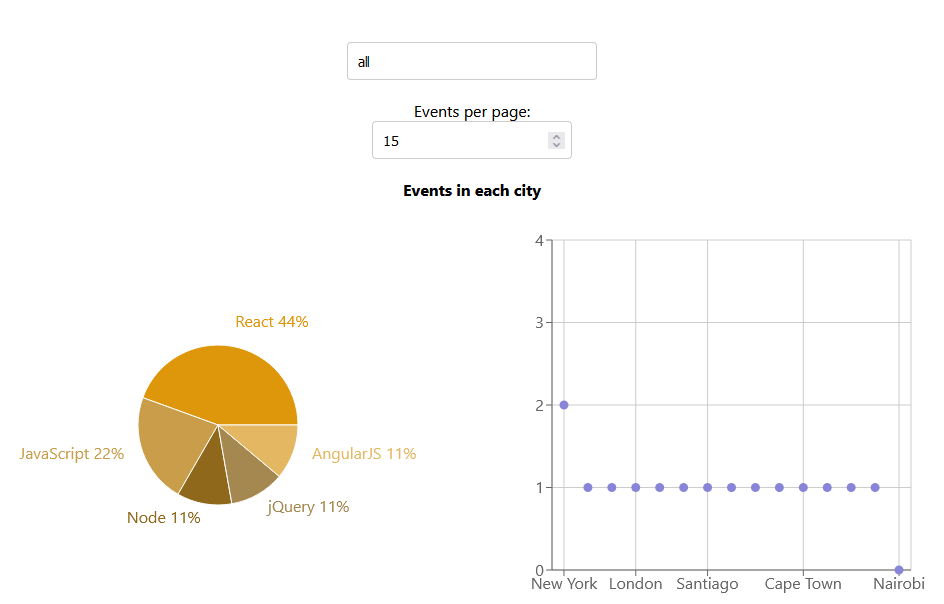 all
Events per page:
15
Events in each city
React 44%
JavaScript 22%
AngularJS 11%
jQuery 11%
Node 11%
4
3
2
1
0
New York London Santiago Cape Town Nairobi